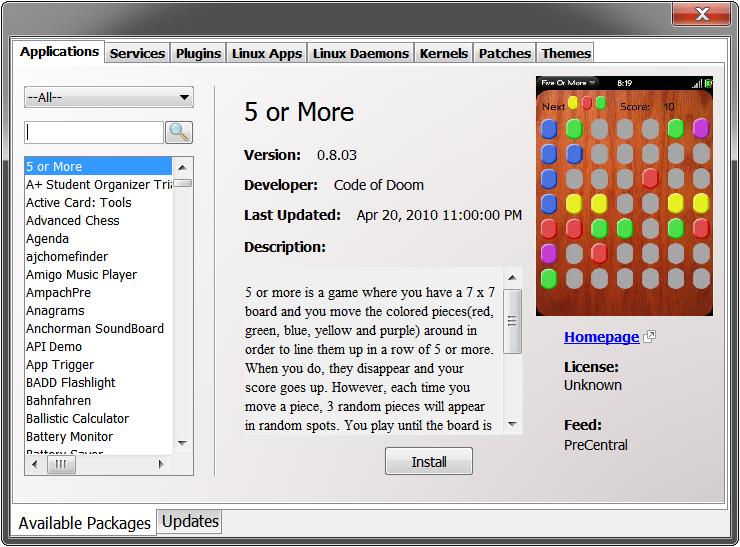 Applications Services Plugins Linux Apps Linux Daemons Kernels Patches Themes
--All--
5 or More
A+ Student Organizer Tria
Active Card: Tools
Advanced Chess
Agenda
ajchomefinder
Amigo Music Player
AmpachPre
Anagrams
Anchorman SoundBoard
API Demo
App Trigger
BADD Flashlight
Bahnfahren
Ballistic Calculator
Battery Monitor
Battery Saver
5 or More
Version: 0.8.03
Developer: Code of Doom
Last Updated: Apr 20, 2010 11:00:00 PM
Description:
5 or more is a game where you have a 7 x 7
board and you move the colored pieces(red,
green, blue, yellow and purple) around in
order to line them up in a row of 5 or more.
When you do, they disappear and your
score goes up. However, each time you
move a piece, 3 random pieces will appear
in random spots. You play until the board is
Install
Five Or More 8:19
Next Score: 10
Homepage
License:
Unknown
Feed:
PreCentral
Available Packages Updates